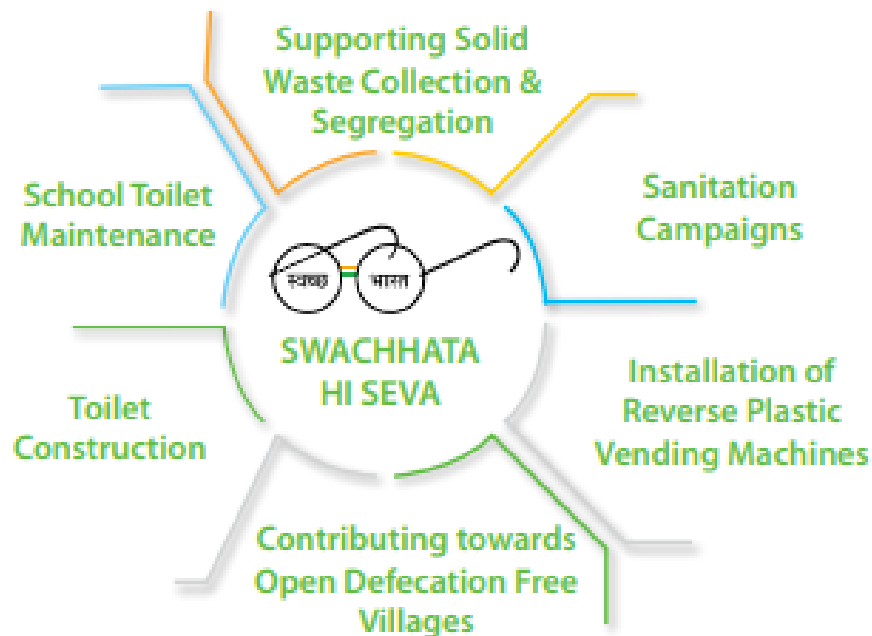 Supporting Solid
Waste Collection &
Segregation
Sanitation
Campaigns
Installation of
Reverse Plastic
Vending Machines
Contributing towards
Open Defecation Free
Villages
Toilet
Construction
School Toilet
Maintenance
स्वच्छ भारत
SWACHHATA
HI SEVA